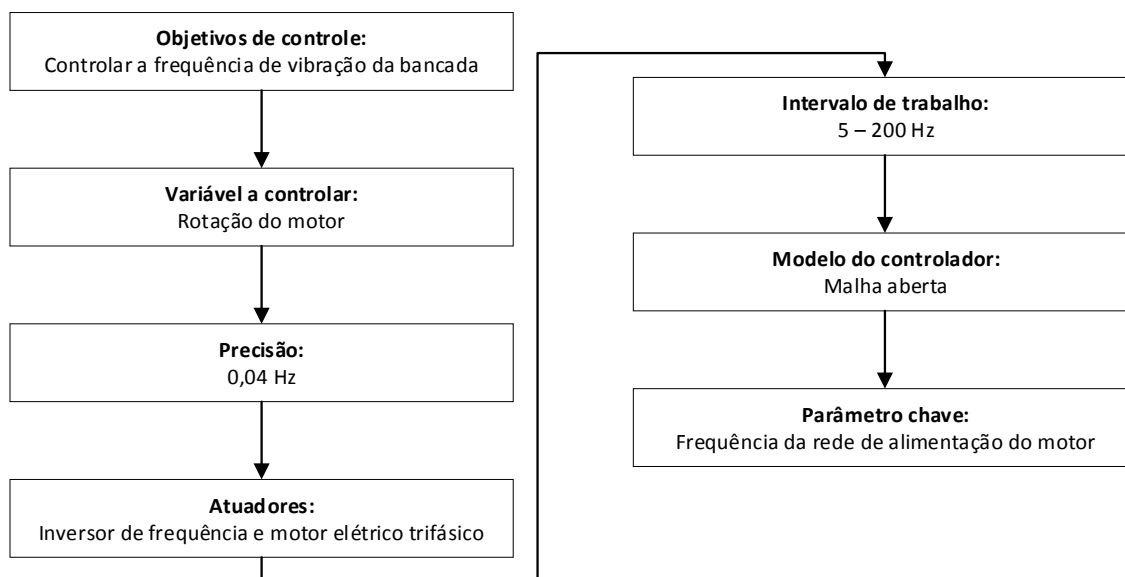 Objetivos de controle:
Controlar a frequência de vibração da bancada
Variável a controlar:
Rotação do motor
Precisão:
0,04 Hz
Atuadores:
Inversor de frequência e motor elétrico trifásico
Intervalo de trabalho:
5 – 200 Hz
Modelo do controlador:
Malha aberta
Parâmetro chave:
Frequência da rede de alimentação do motor